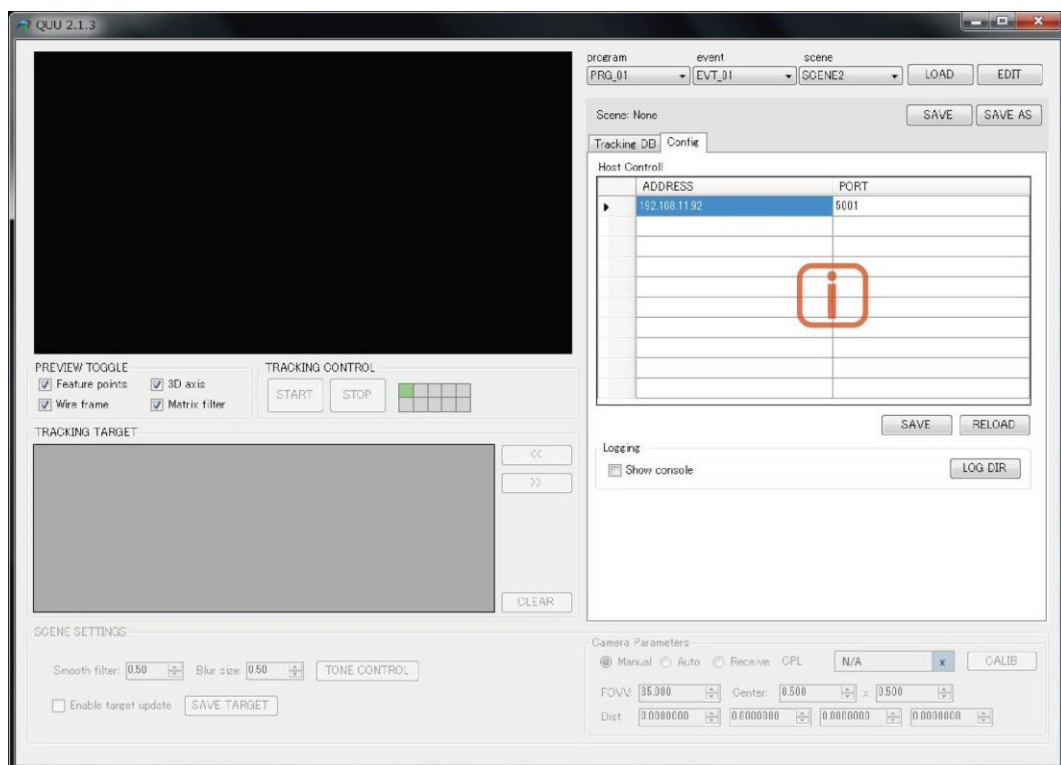 QUU 2.1.3
program event scene
PRG_01 EVT_01 SCENE2 LOAD EDIT
Scene: None SAVE SAVE AS
Tracking DB Config
Host Controll
ADDRESS PORT
192.168.11.92 5001
i
SAVE RELOAD
Logging
Show console LOG DIR
PREVIEW TOGGLE TRACKING CONTROL
Feature points 3D axis START STOP
Wire frame Matrix filter
TRACKING TARGET
<<
>>
CLEAR
SCENE SETTINGS
Smooth filter: 0.50 Blur size: 0.50 TONE CONTROL
Enable target update SAVE TARGET
Camera Parameters
Manual Auto Receive CPL N/A x CALIB
FOVV: 35.000 Center: 0.500 x 0.500
Dist: 0.0000000 0.0000000 0.0000000 0.0000000